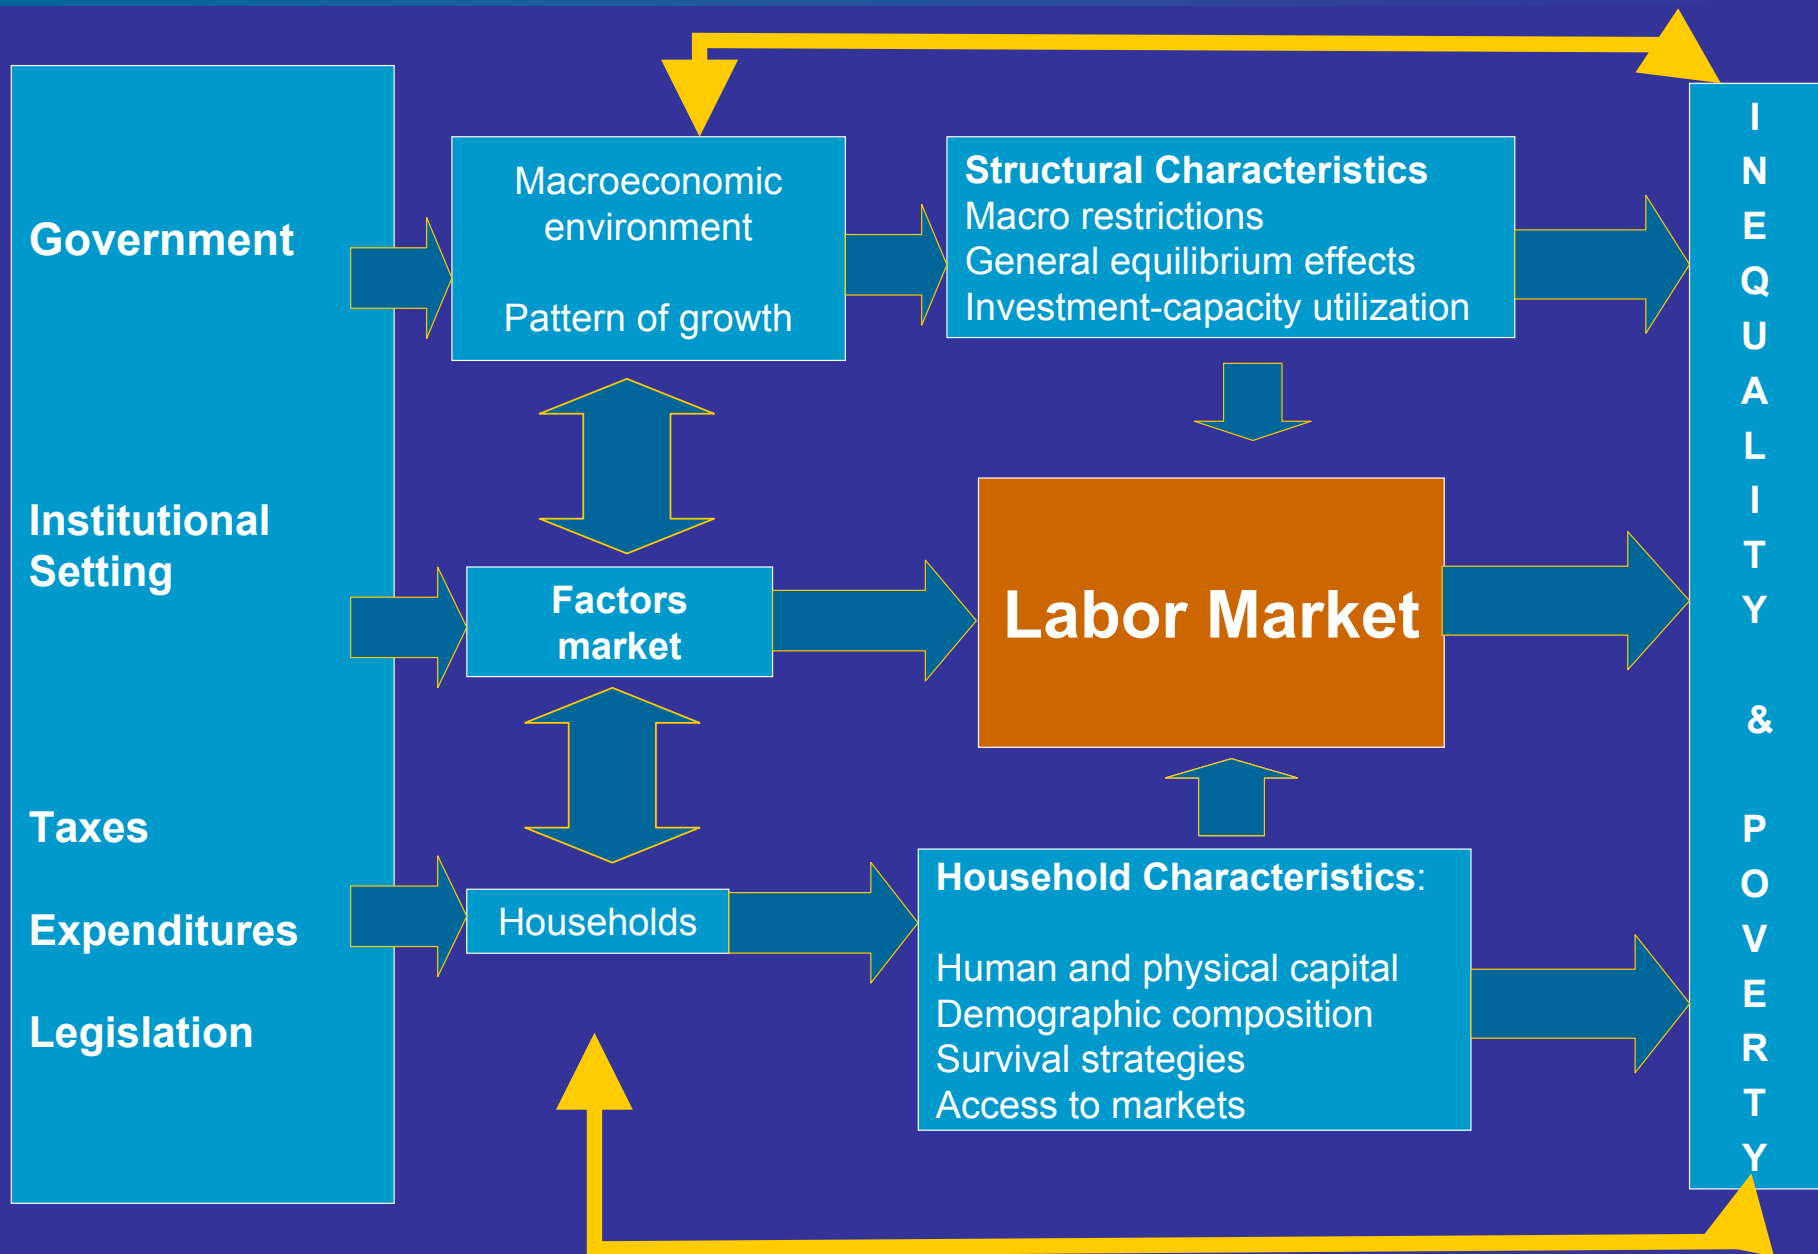 Government
Institutional
Setting
Taxes
Expenditures
Legislation
Macroeconomic
environment
Pattern of growth
Structural Characteristics
Macro restrictions
General equilibrium effects
Investment-capacity utilization
Factors
market
Labor Market
Households
Household Characteristics:
Human and physical capital
Demographic composition
Survival strategies
Access to markets
I
N
E
Q
U
A
L
I
T
Y
&
P
O
V
E
R
T
Y